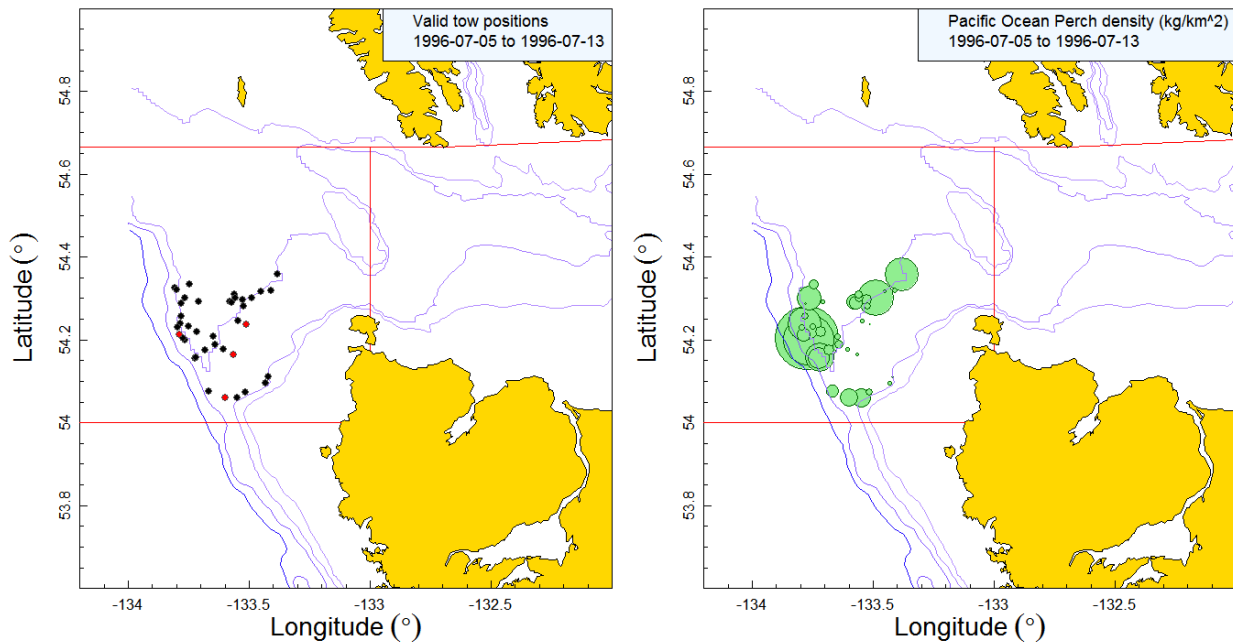 Valid tow positions
1996-07-05 to 1996-07-13
54.8
54.6
54.4
54.2
54
53.8
Latitude (°)
-134
-133.5
-133
-132.5
Longitude (°)
Pacific Ocean Perch density (kg/km^2)
1996-07-05 to 1996-07-13
54.8
54.6
54.4
54.2
54
53.8
Latitude (°)
-134
-133.5
-133
-132.5
Longitude (°)